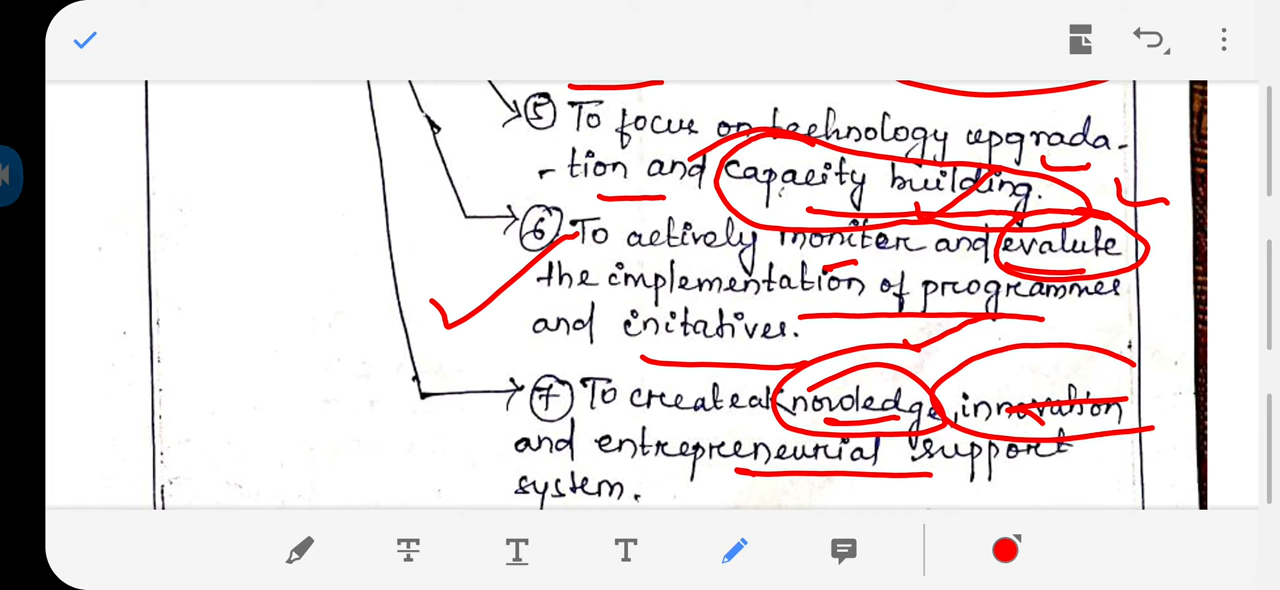 ⑤ To focus on technology upgrada-
-tion and capacity building.
⑥ To actively moniter and evalute
the implementation of programmes
and initatives.
⑦ To create a knowledge, innovation
and entrepreneurial support
system.
T T T